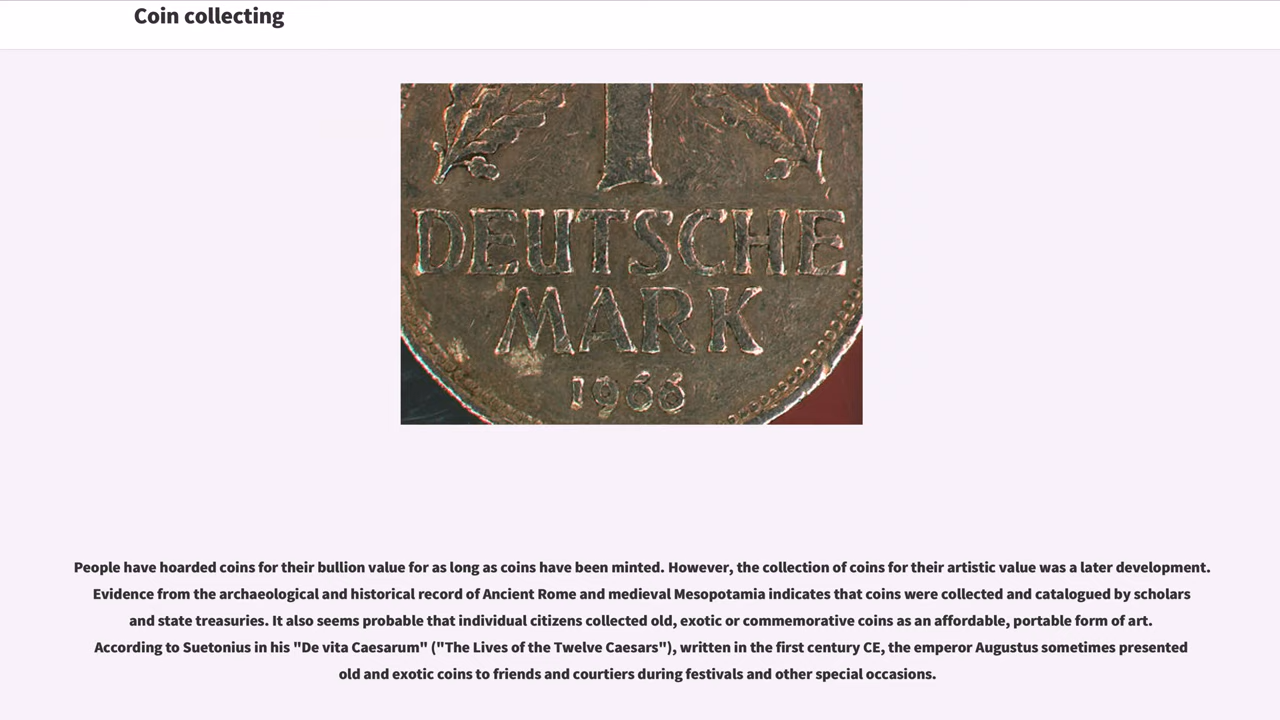 Coin collecting
1
DEUTSCHE
MARK
1966
People have hoarded coins for their bullion value for as long as coins have been minted. However, the collection of coins for their artistic value was a later development.
Evidence from the archaeological and historical record of Ancient Rome and medieval Mesopotamia indicates that coins were collected and catalogued by scholars
and state treasuries. It also seems probable that individual citizens collected old, exotic or commemorative coins as an affordable, portable form of art.
According to Suetonius in his "De vita Caesarum" ("The Lives of the Twelve Caesars"), written in the first century CE, the emperor Augustus sometimes presented
old and exotic coins to friends and courtiers during festivals and other special occasions.